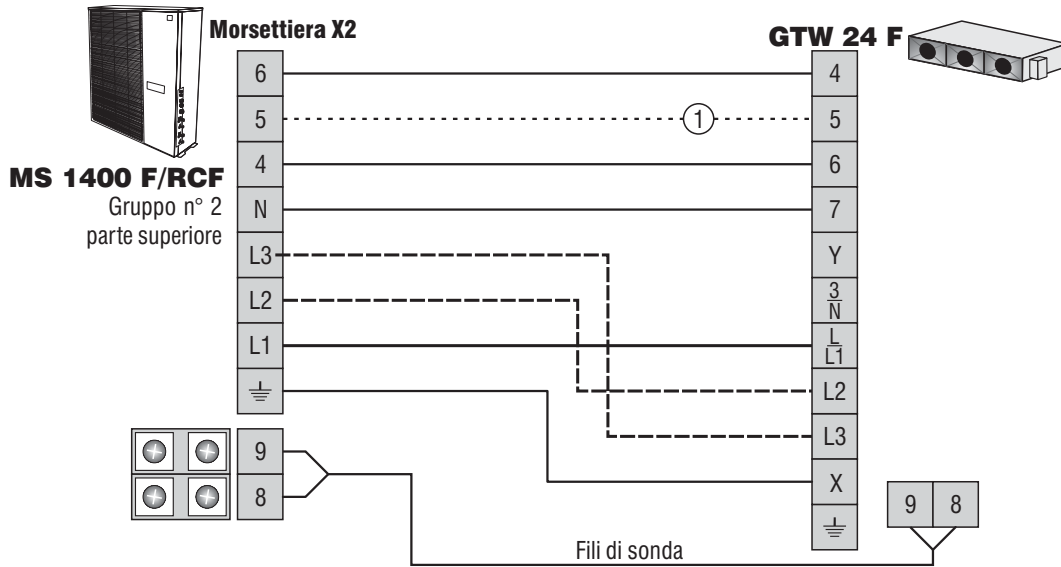 Morsettiera X2
GTW 24 F
MS 1400 F/RCF
Gruppo n° 2
parte superiore
6
5
4
N
L3
L2
L1
9
8
1
4
5
6
7
Y
3
N
L
L1
L2
L3
X
9 8
Fili di sonda